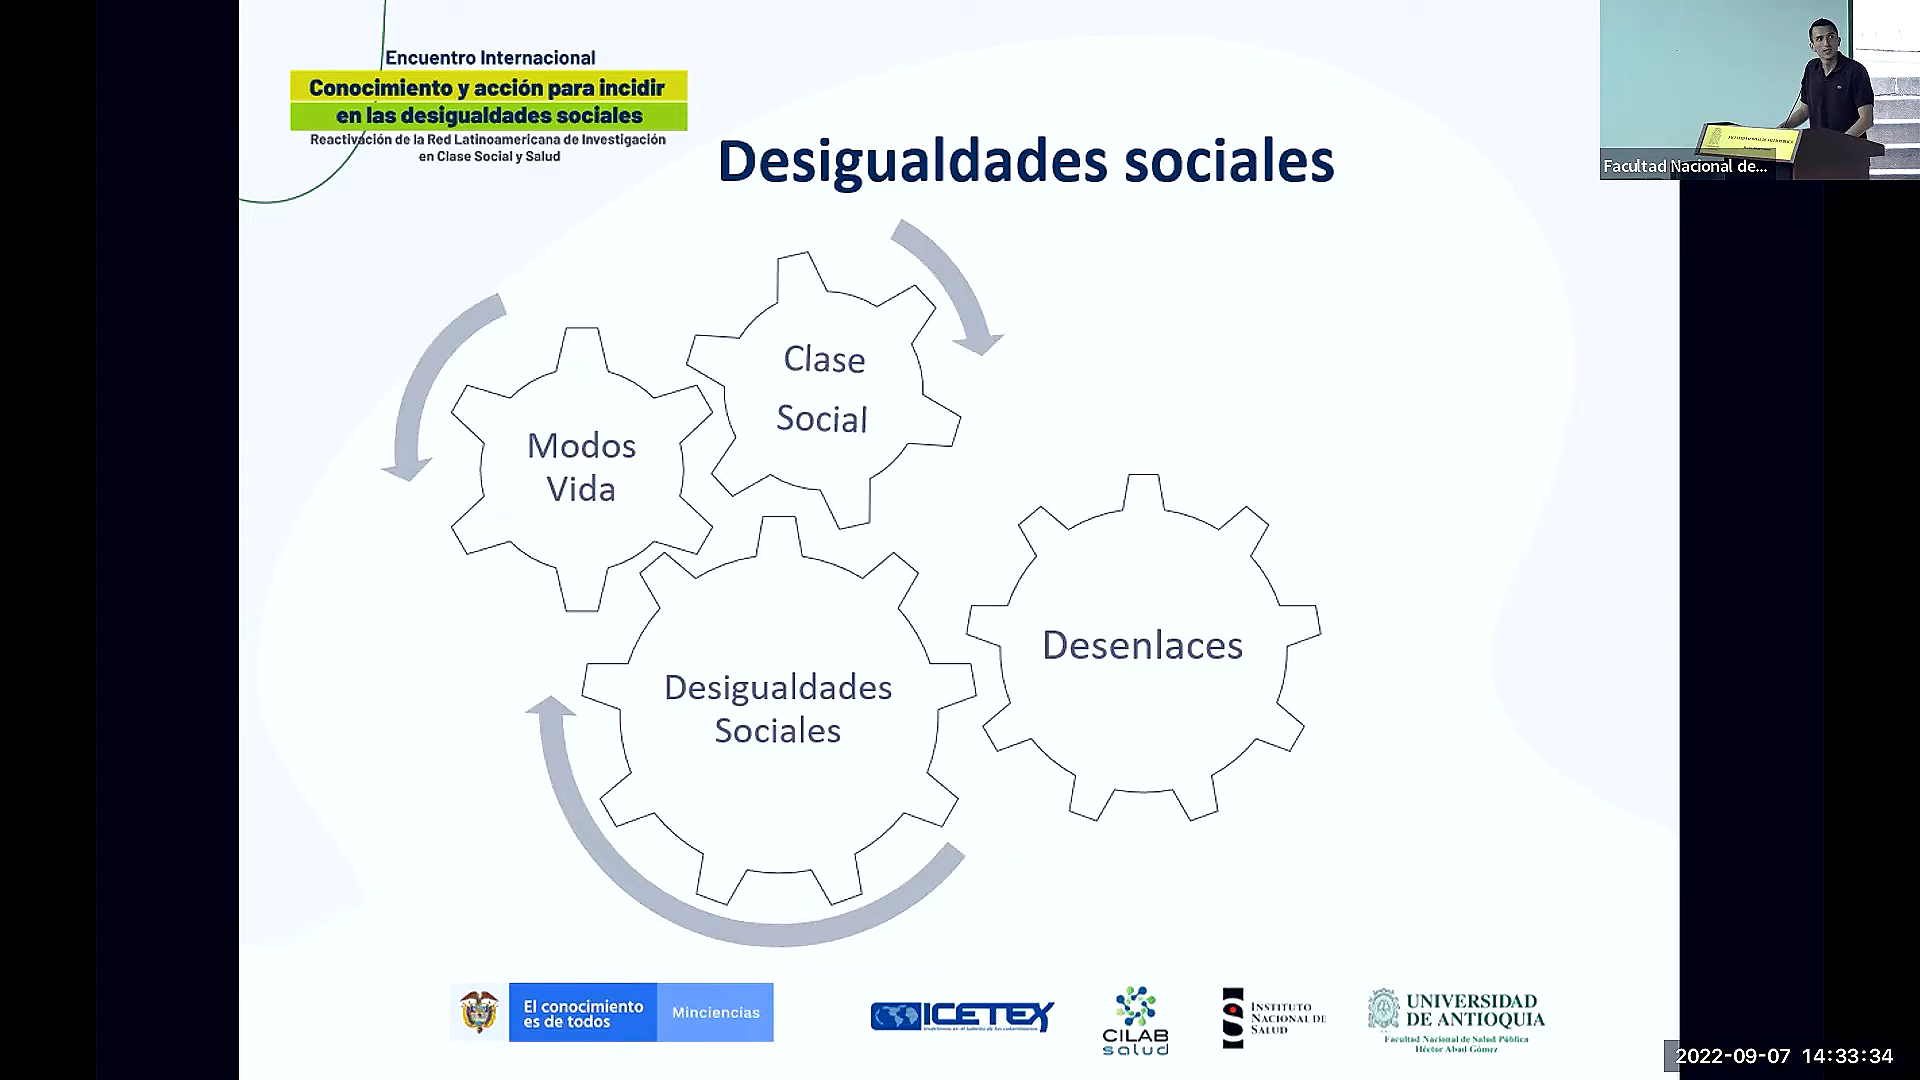 Encuentro Internacional
Conocimiento y acción para incidir
en las desigualdades sociales
Reactivación de la Red Latinoamericana de Investigación
en Clase Social y Salud
Desigualdades sociales
Facultad Nacional de...
Clase
Social
Modos
Vida
Desenlaces
Desigualdades
Sociales
El conocimiento
es de todos
Minciencias
ICETEX
CILAB
salud
INSTITUTO
NACIONAL DE
SALUD
UNIVERSIDAD
DE ANTIOQUIA
Facultad Nacional de Salud Pública
Héctor Abad Gómez
2022-09-07 14:33:34